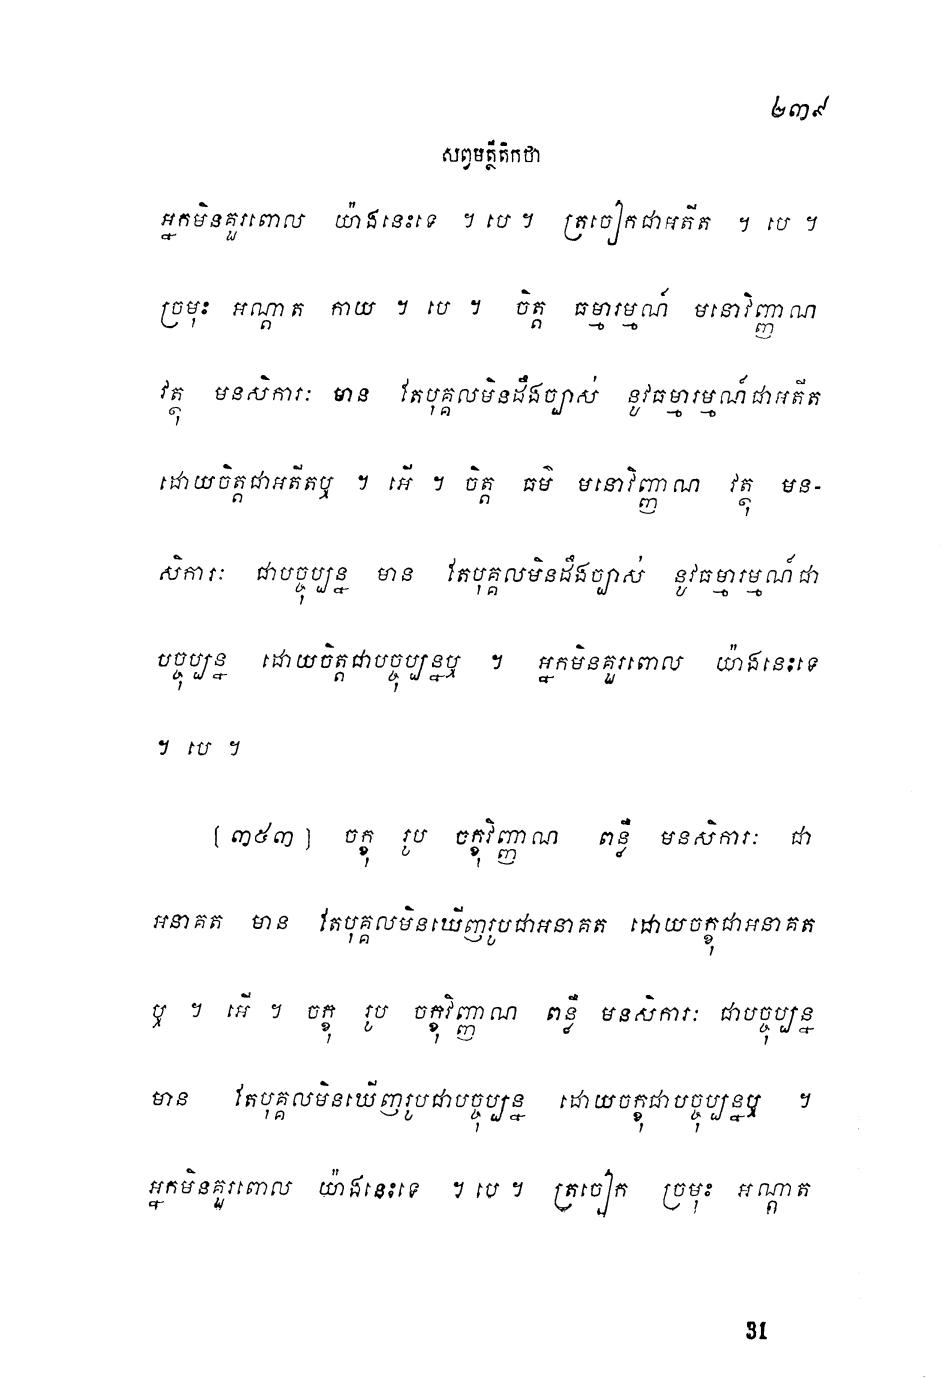 ២៣៩
សព្វមត្ថីតិកថា
អ្នកមិនគួរពោល យ៉ាងនេះទេ ។ បេ ។ ត្រចៀកជាអតីត ។ បេ ។
ច្រមុះ អណ្តាត កាយ ។ បេ ។ ចិត្ត ធម្មារម្មណ៍ មនោវិញ្ញាណ
វត្ថុ មនសិការៈ មាន តែបុគ្គលមិនដឹងច្បាស់ នូវធម្មារម្មណ៍ជាអតីត
ដោយចិត្តជាអតីតឬ ។ អើ ។ ចិត្ត ធម៌ មនោវិញ្ញាណ វត្ថុ មន-
សិការៈ ជាបច្ចុប្បន្ន មាន តែបុគ្គលមិនដឹងច្បាស់ នូវធម្មារម្មណ៍ជា
បច្ចុប្បន្ន ដោយចិត្តជាបច្ចុប្បន្នឬ ។ អ្នកមិនគួរពោល យ៉ាងនេះទេ
។ បេ ។
[៣៥៣] ចក្ខុ រូប ចក្ខុវិញ្ញាណ ពន្លឺ មនសិការៈ ជា
អនាគត មាន តែបុគ្គលមិនឃើញរូបជាអនាគត ដោយចក្ខុជាអនាគត
ឬ ។ អើ ។ ចក្ខុ រូប ចក្ខុវិញ្ញាណ ពន្លឺ មនសិការៈ ជាបច្ចុប្បន្ន
មាន តែបុគ្គលមិនឃើញរូបជាបច្ចុប្បន្ន ដោយចក្ខុជាបច្ចុប្បន្នឬ ។
អ្នកមិនគួរពោល យ៉ាងនេះទេ ។ បេ ។ ត្រចៀក ច្រមុះ អណ្តាត
31